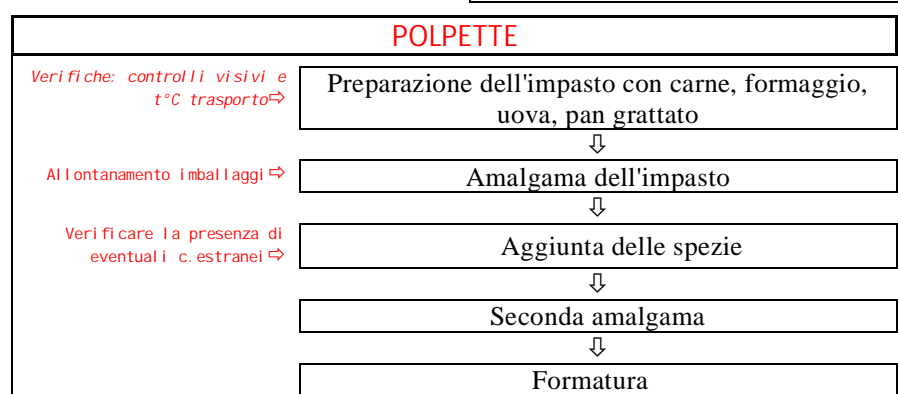 POLPETTE
Verifiche: controlli visivi e
t°C trasporto⇨
Preparazione dell'impasto con carne, formaggio,
uova, pan grattato
⇩
Allontanamento imballaggi⇨
Amalgama dell'impasto
⇩
Verificare la presenza di
eventuali c.estranei⇨
Aggiunta delle spezie
⇩
Seconda amalgama
⇩
Formatura